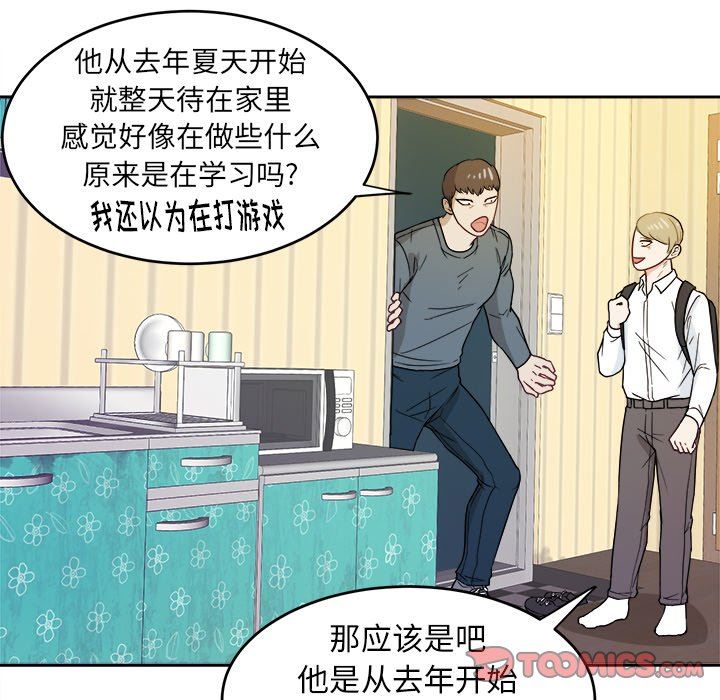 他从去年夏天开始
就整天待在家里
感觉好像在做些什么
原来是在学习吗?
我还以为在打游戏
那应该是吧
他是从去年开始
TOOMICS.COM